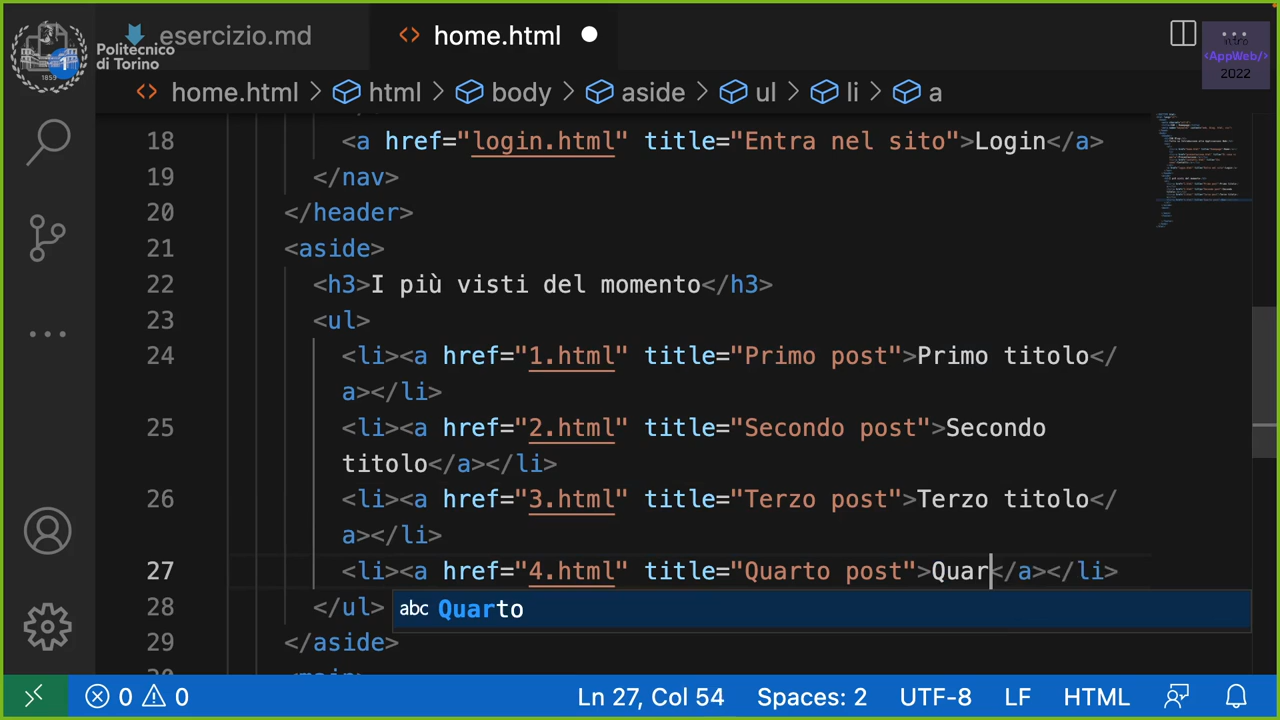 esercizio.md
home.html
Politecnico
di Torino
1859
1
Intro
<AppWeb/>
2022
home.html > html > body > aside > ul > li > a
18 <a href="login.html" title="Entra nel sito">Login</a>
19 </nav>
20 </header>
21 <aside>
22 <h3>I più visti del momento</h3>
23 <ul>
24 <li><a href="1.html" title="Primo post">Primo titolo</
a></li>
25 <li><a href="2.html" title="Secondo post">Secondo
titolo</a></li>
26 <li><a href="3.html" title="Terzo post">Terzo titolo</
a></li>
27 <li><a href="4.html" title="Quarto post">Quar</a></li>
28 </ul>
abc Quarto
29 </aside>
0 0
Ln 27, Col 54
Spaces: 2
UTF-8
LF
HTML